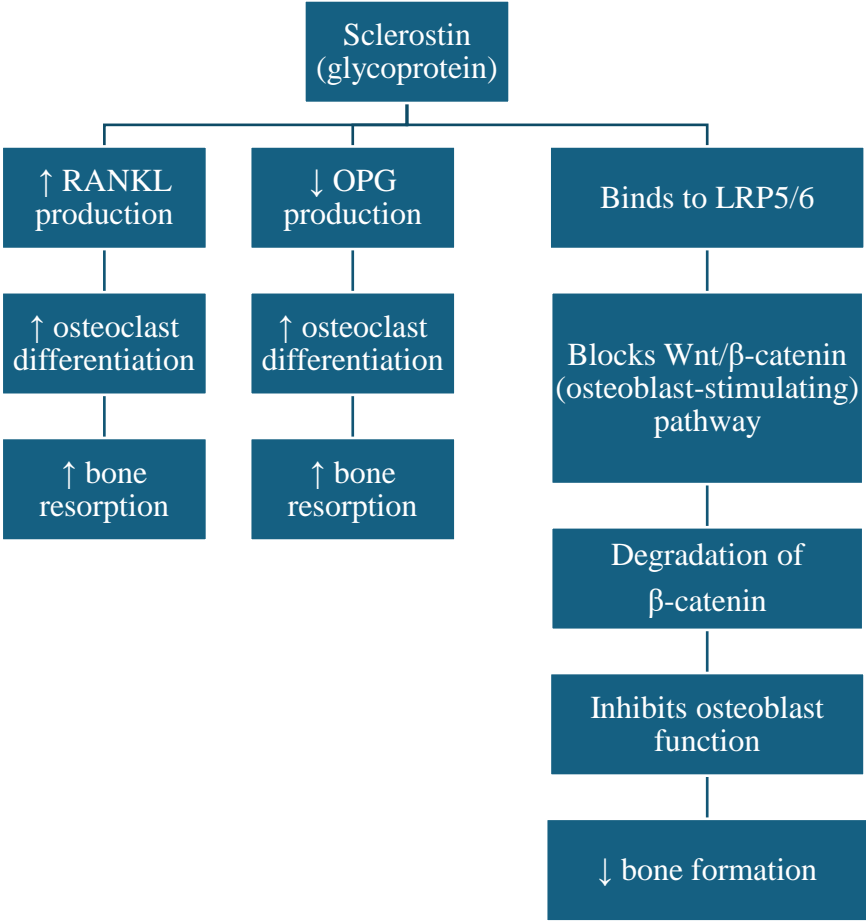 Sclerostin
(glycoprotein)
↑ RANKL
production
↑ osteoclast
differentiation
↑ bone
resorption
↓ OPG
production
↑ osteoclast
differentiation
↑ bone
resorption
Binds to LRP5/6
Blocks Wnt/β-catenin
(osteoblast-stimulating)
pathway
Degradation of
β-catenin
Inhibits osteoblast
function
↓ bone formation